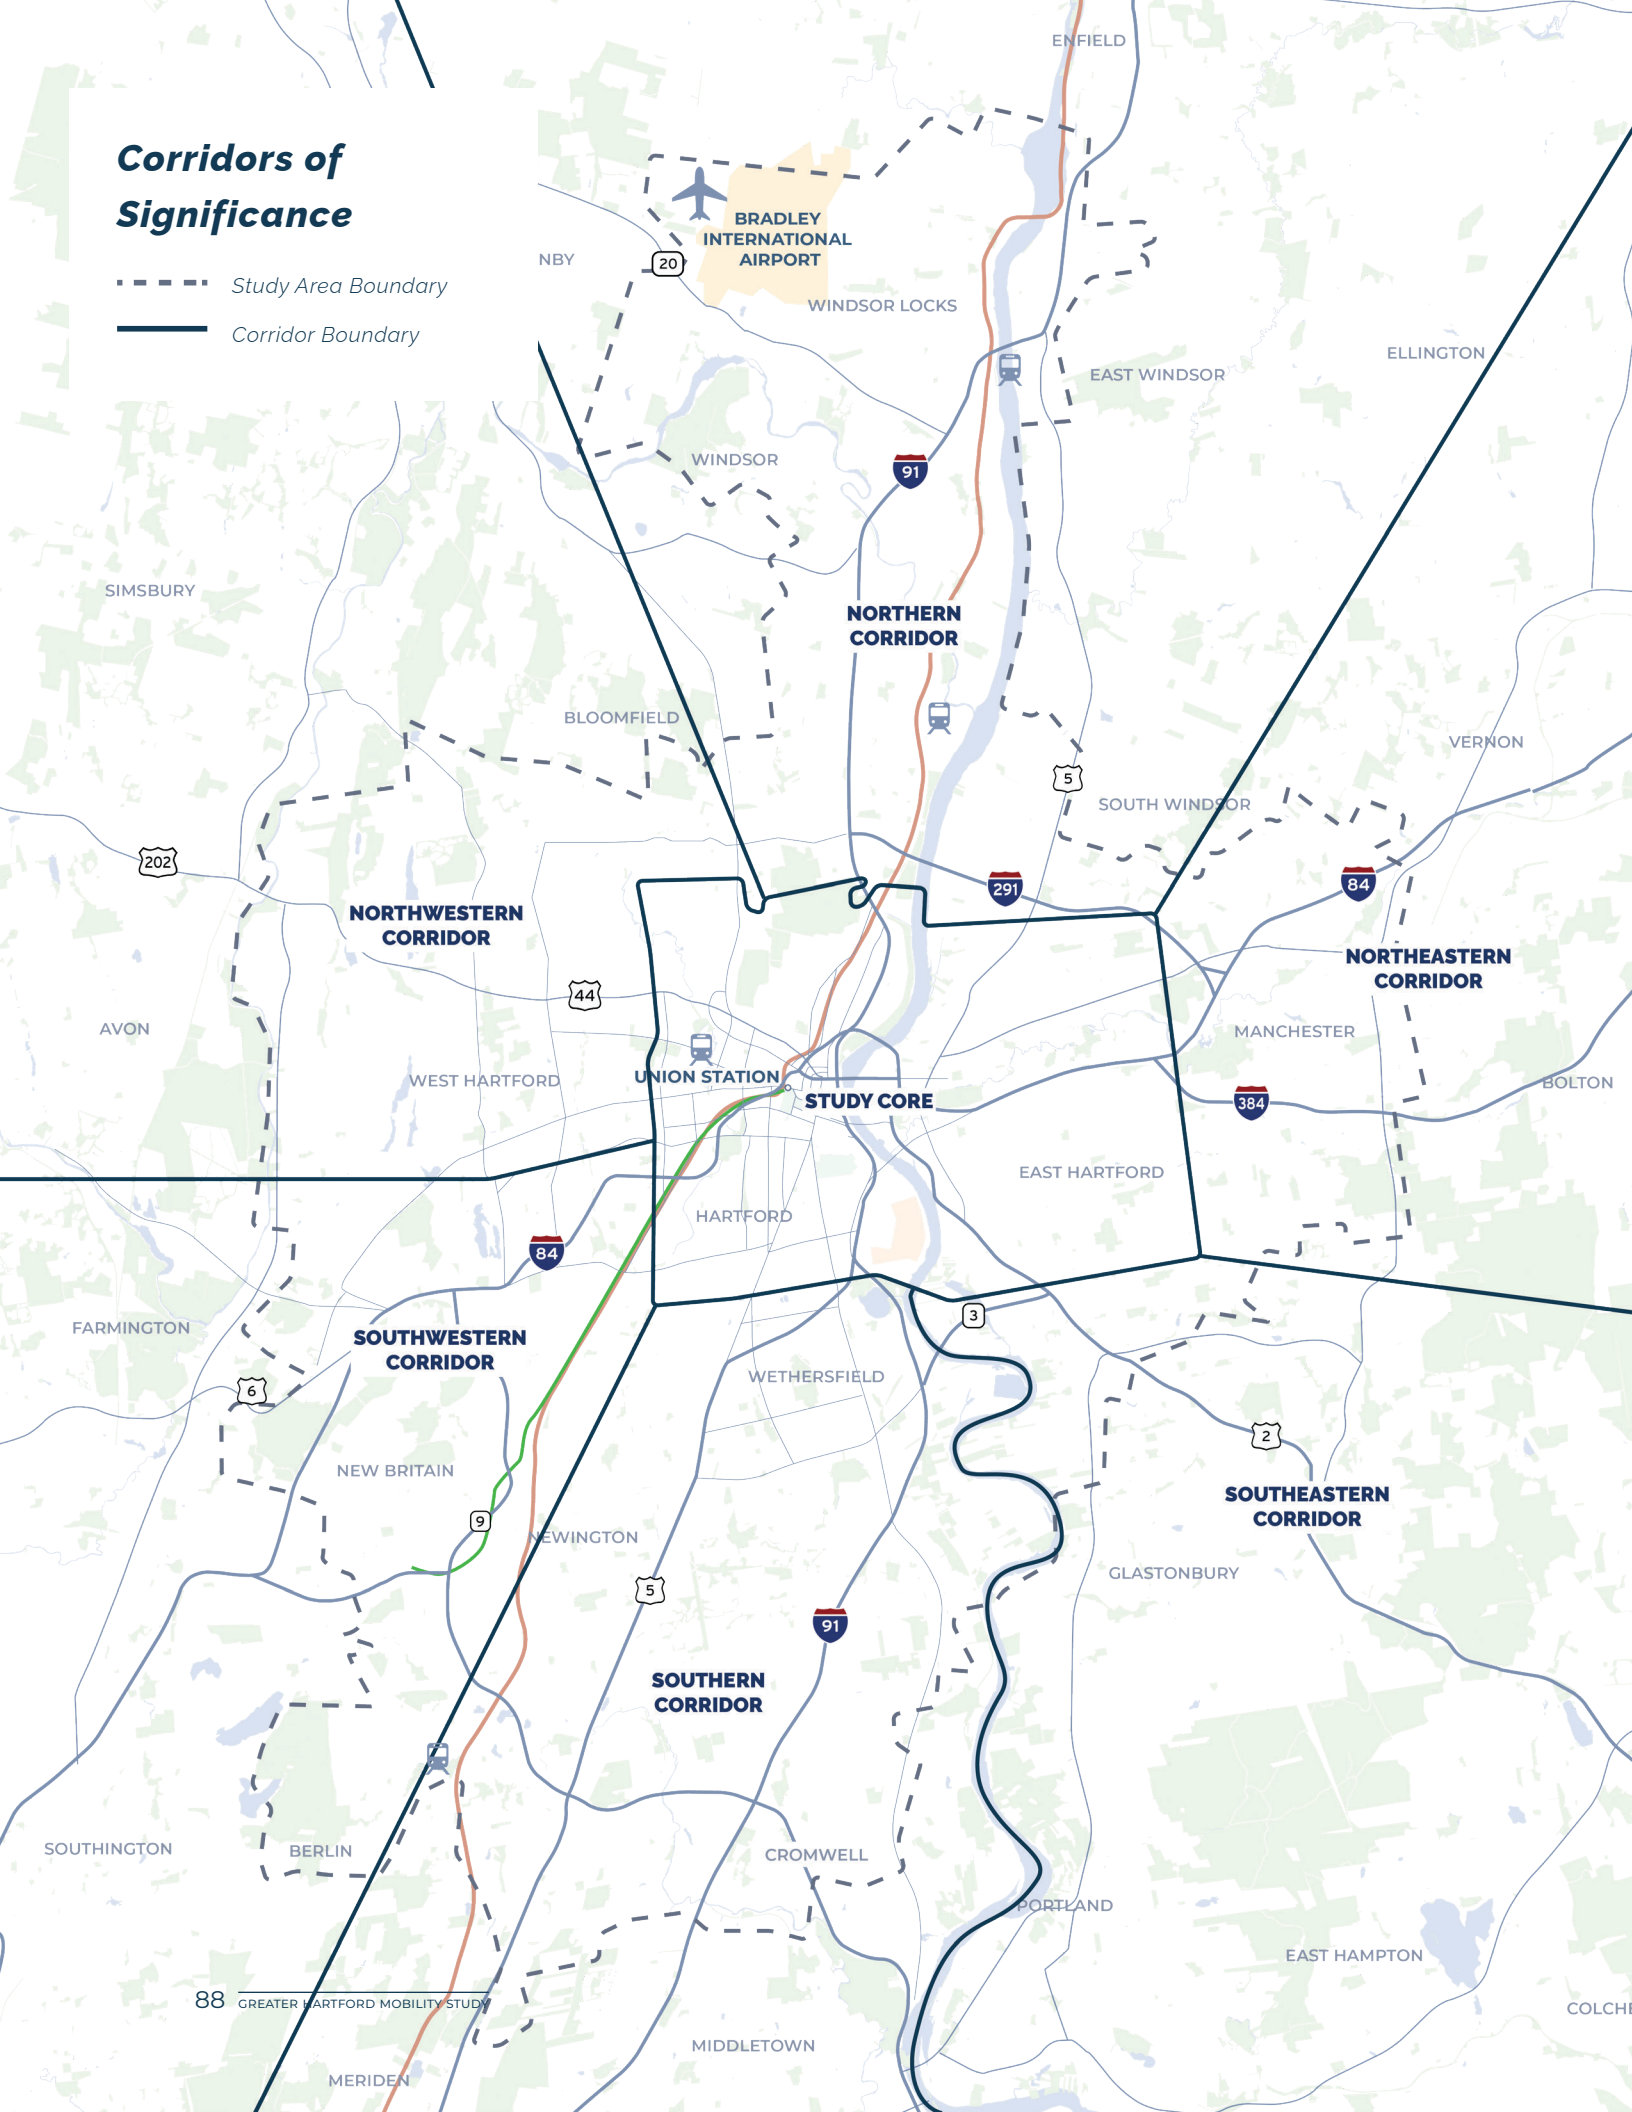 ENFIELD
Corridors of
Significance
Study Area Boundary
Corridor Boundary
BRADLEY
INTERNATIONAL
AIRPORT
NBY
20
WINDSOR LOCKS
ELLINGTON
EAST WINDSOR
WINDSOR
91
SIMSBURY
NORTHERN
CORRIDOR
BLOOMFIELD
VERNON
5
SOUTH WINDSOR
202
291
84
NORTHWESTERN
CORRIDOR
NORTHEASTERN
CORRIDOR
44
AVON
MANCHESTER
UNION STATION
WEST HARTFORD
BOLTON
STUDY CORE
384
EAST HARTFORD
HARTFORD
84
3
FARMINGTON
SOUTHWESTERN
CORRIDOR
WETHERSFIELD
6
2
NEW BRITAIN
SOUTHEASTERN
CORRIDOR
9
NEWINGTON
GLASTONBURY
5
91
SOUTHERN
CORRIDOR
SOUTHINGTON
BERLIN
CROMWELL
PORTLAND
EAST HAMPTON
88 GREATER HARTFORD MOBILITY STUDY
COLCHE
MIDDLETOWN
MERIDEN